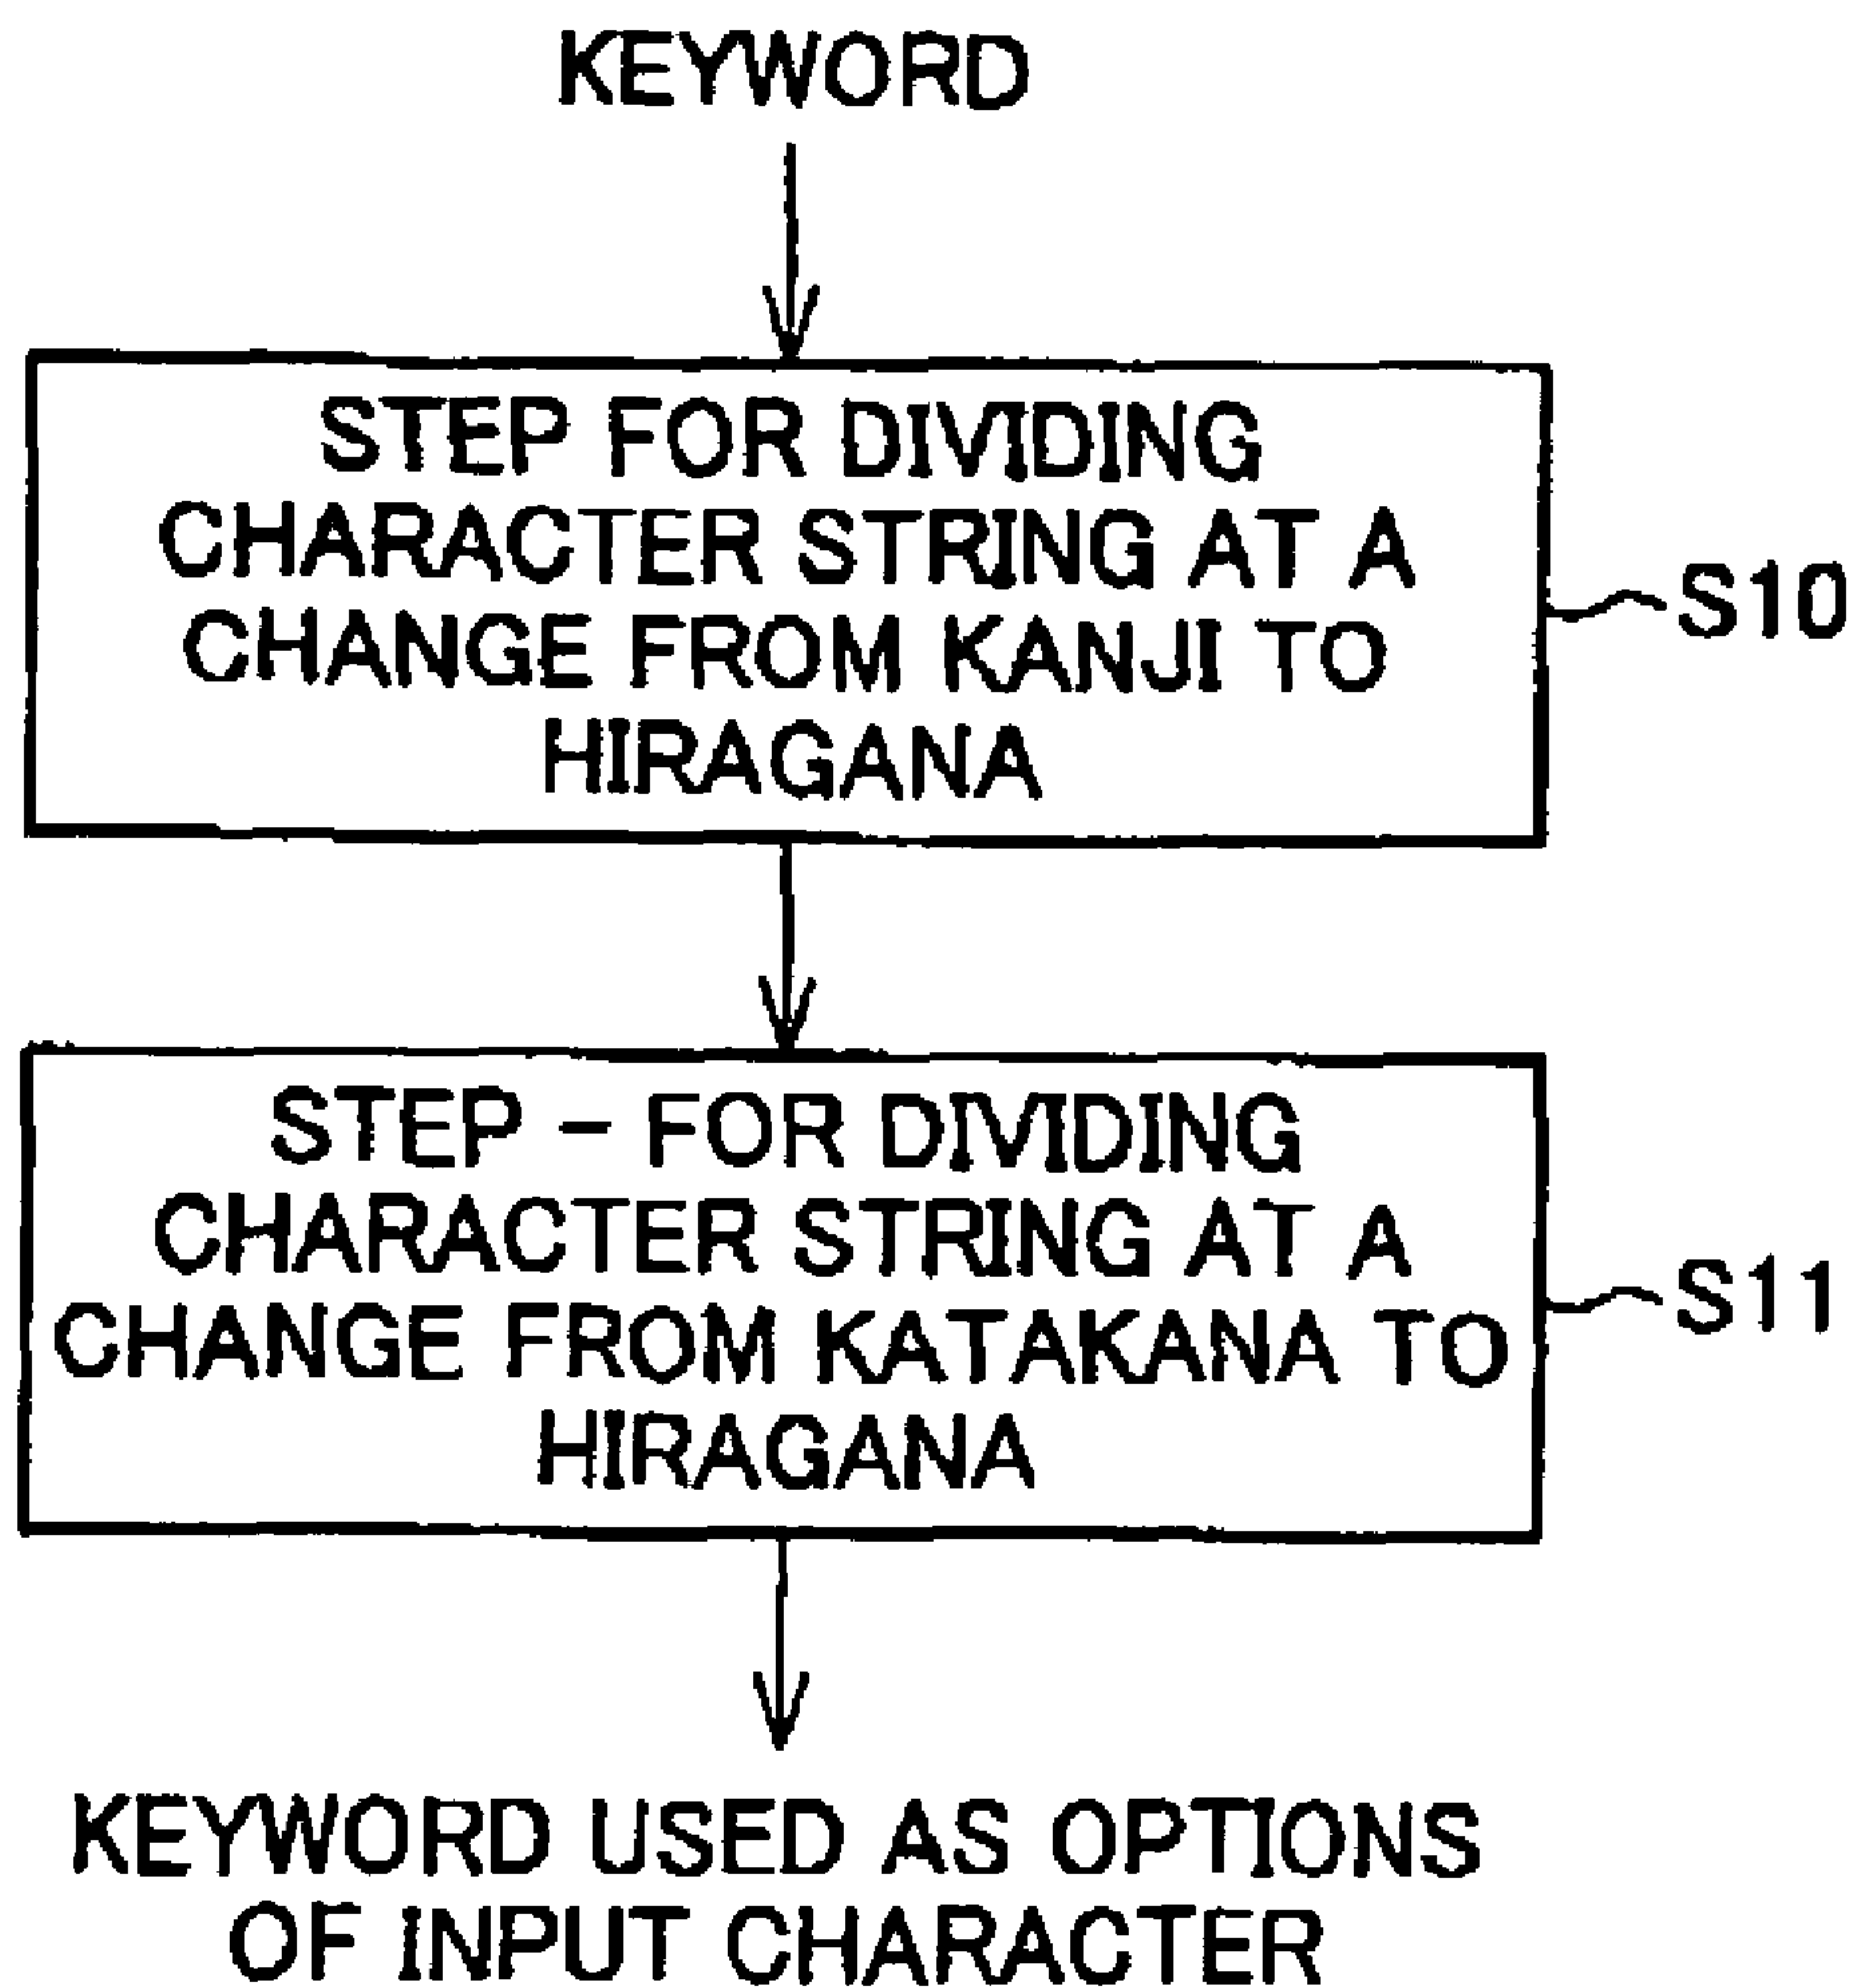 KEYWORD
STEP FOR DIVIDING
CHARACTER STRING AT A
CHANGE FROM KANJI TO
HIRAGANA
S10
STEP - FOR DIVIDING
CHARACTER STRING AT A
CHANGE FROM KATAKANA TO
HIRAGANA
S11
KEYWORD USED AS OPTIONS
OF INPUT CHARACTER